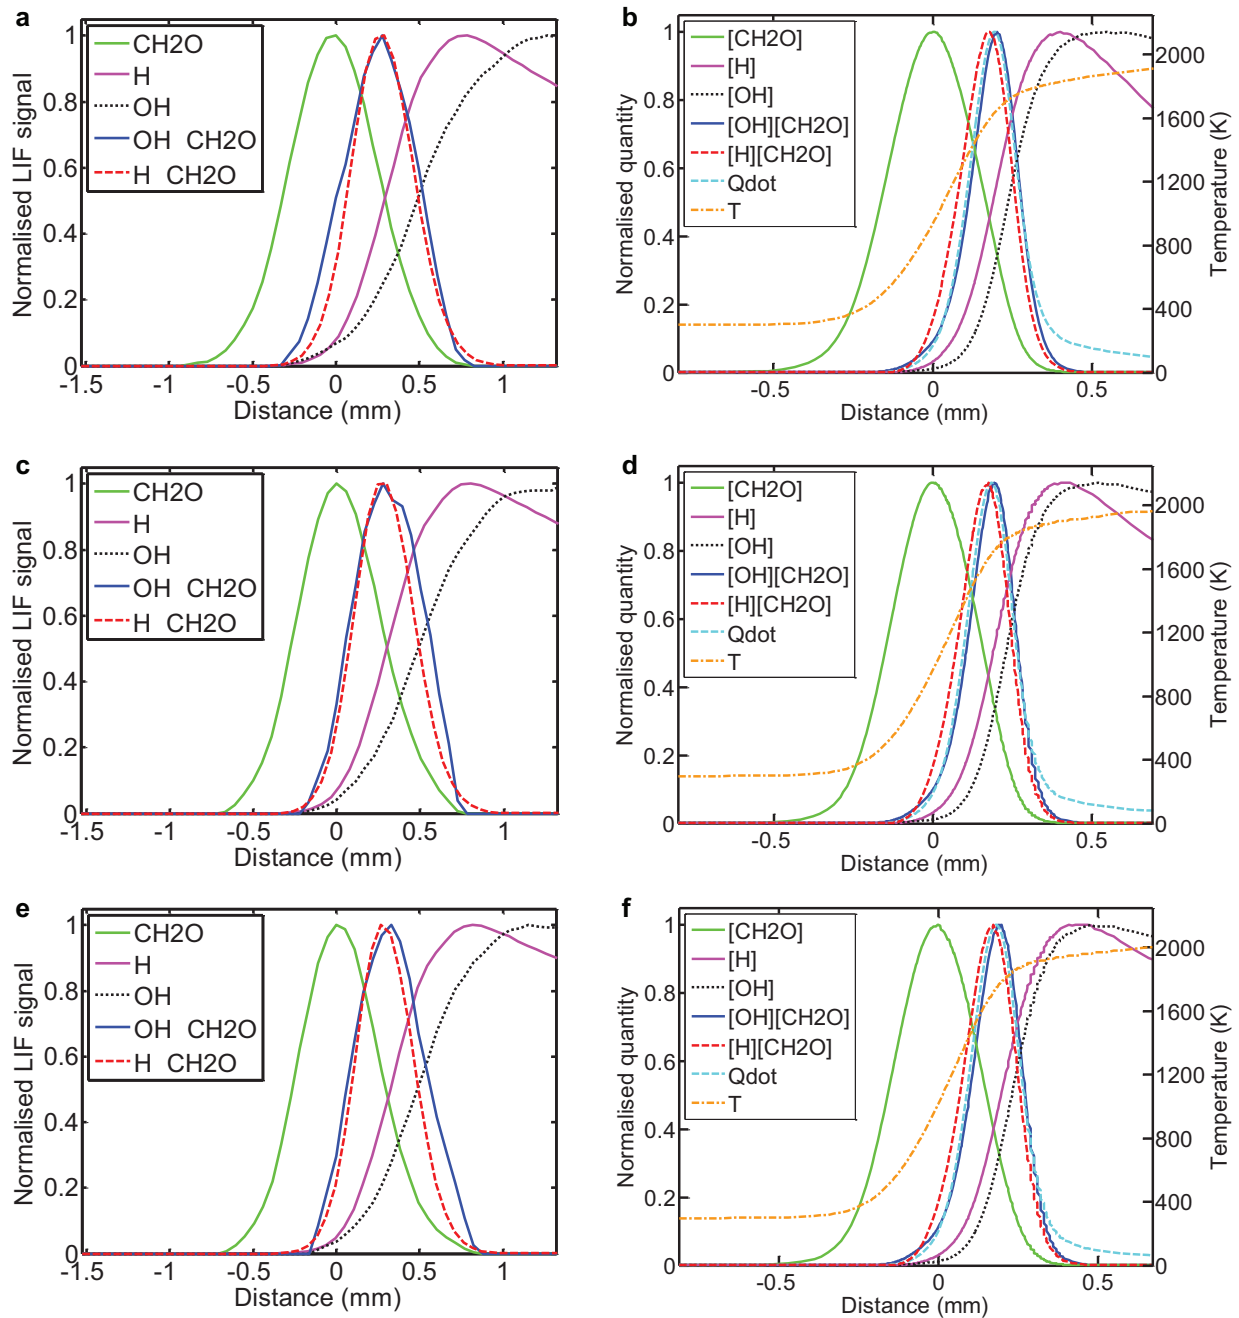 a
CH2O
H
OH
OH CH2O
H CH2O
Normalised LIF signal
1
0.8
0.6
0.4
0.2
0
-1.5 -1 -0.5 0 0.5 1
Distance (mm)
b
[CH2O]
[H]
[OH]
[OH][CH2O]
[H][CH2O]
Qdot
T
Normalised quantity
1
0.8
0.6
0.4
0.2
0
-0.5 0 0.5
Distance (mm)
2000
1600
1200
800
400
0
Temperature (K)
c
CH2O
H
OH
OH CH2O
H CH2O
Normalised LIF signal
1
0.8
0.6
0.4
0.2
0
-1.5 -1 -0.5 0 0.5 1
Distance (mm)
d
[CH2O]
[H]
[OH]
[OH][CH2O]
[H][CH2O]
Qdot
T
Normalised quantity
1
0.8
0.6
0.4
0.2
0
-0.5 0 0.5
Distance (mm)
2000
1600
1200
800
400
0
Temperature (K)
e
CH2O
H
OH
OH CH2O
H CH2O
Normalised LIF signal
1
0.8
0.6
0.4
0.2
0
-1.5 -1 -0.5 0 0.5 1
Distance (mm)
f
[CH2O]
[H]
[OH]
[OH][CH2O]
[H][CH2O]
Qdot
T
Normalised quantity
1
0.8
0.6
0.4
0.2
0
-0.5 0 0.5
Distance (mm)
2000
1600
1200
800
400
0
Temperature (K)